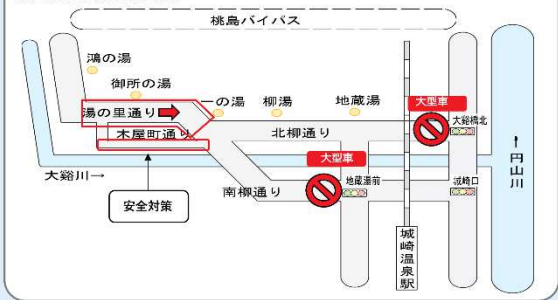 桃島バイパス
鴻の湯
御所の湯
湯の里通り
一の湯
柳湯
地蔵湯
大型車
大谿橋北
木屋町通り
北柳通り
大型車
大谿川→
安全対策
南柳通り
地蔵湯前
城崎口
↑円山川
城崎温泉駅